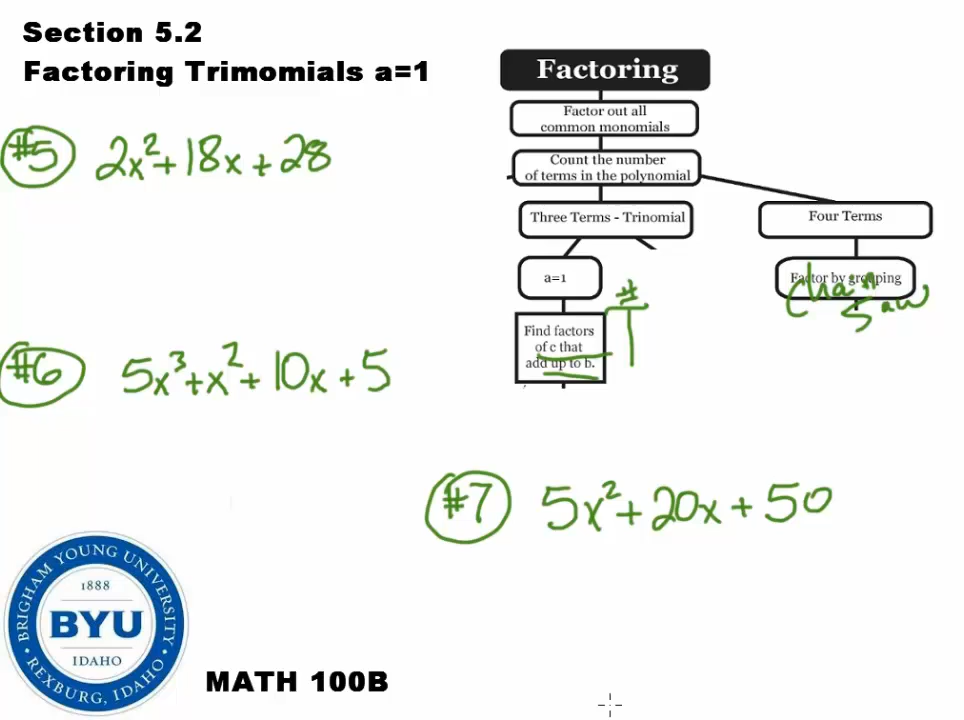 Section 5.2
Factoring Trimomials a=1
#5 2x²+18x+28
#6 5x³+x²+10x+5
#7 5x²+20x+50
Factoring
Factor out all
common monomials
Count the number
of terms in the polynomial
Three Terms - Trinomial
Four Terms
a=1
Factor by grouping
Chain
Saw
#
Find factors
of c that
add up to b.
BRIGHAM YOUNG UNIVERSITY
1888
BYU
IDAHO
REXBURG, IDAHO
MATH 100B